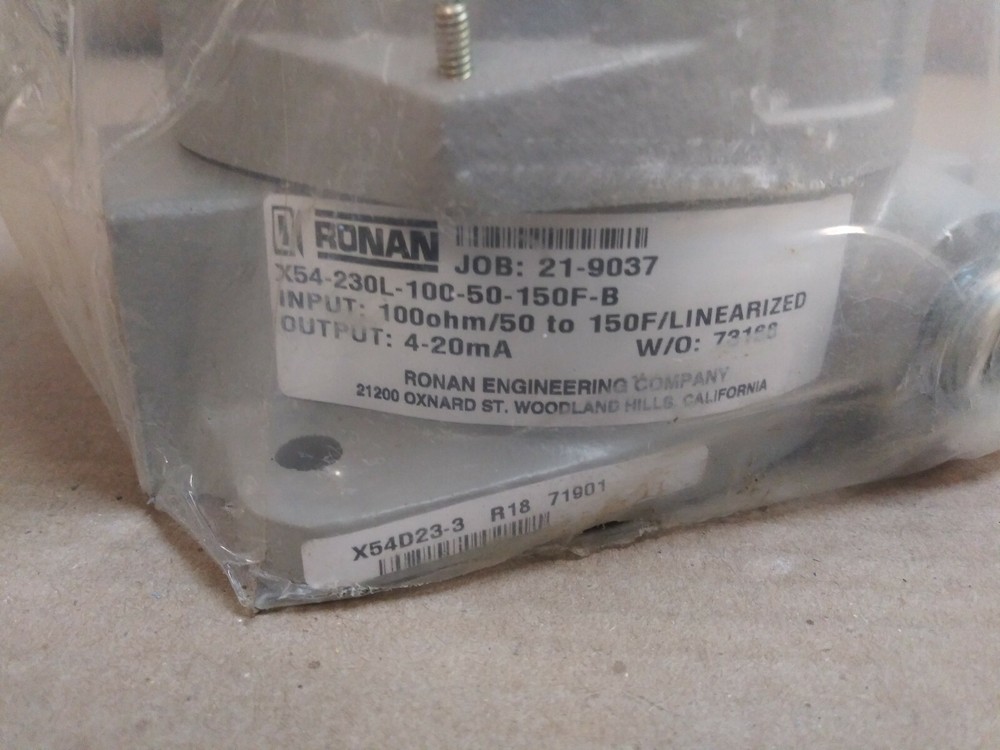 RONAN
JOB: 21-9037
X54-230L-100-50-150F-B
INPUT: 100ohm/50 to 150F/LINEARIZED
OUTPUT: 4-20mA W/O:
RONAN ENGINEERING COMPANY
21200 OXNARD ST. WOODLAND HILLS, CALIFORNIA
X54D23-3 R18 71901